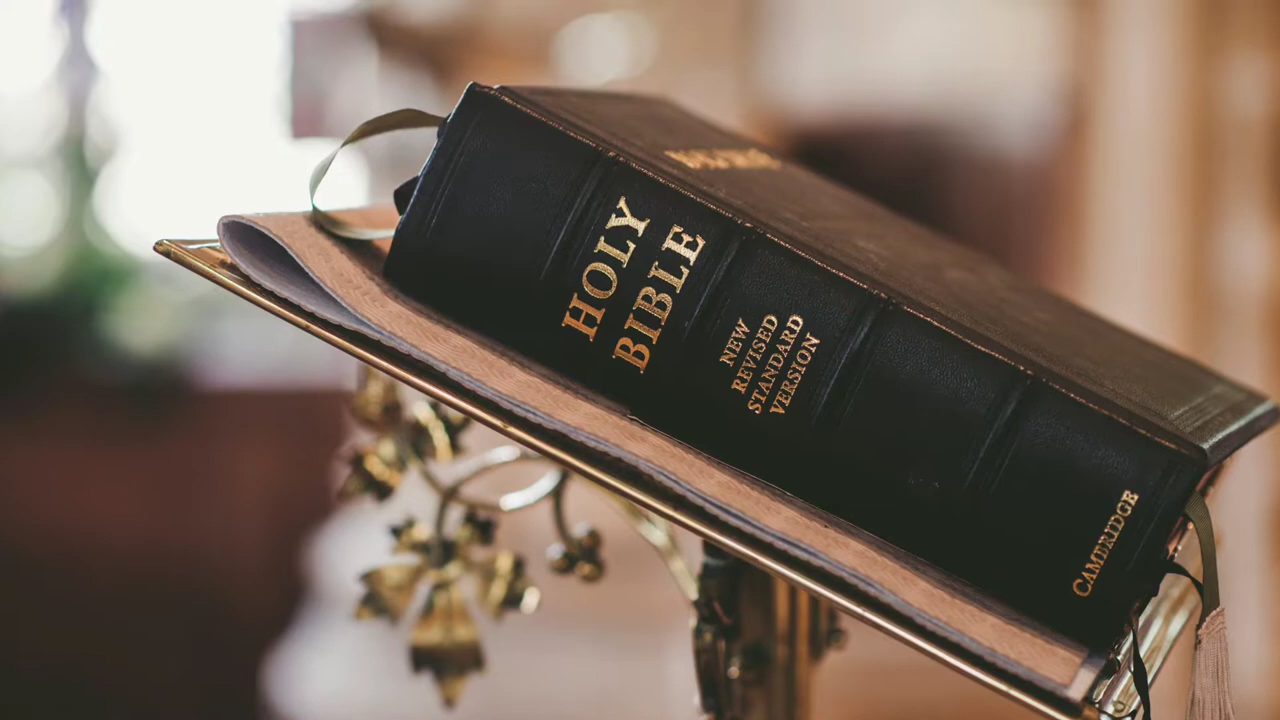 HOLY
BIBLE
NEW
REVISED
STANDARD
VERSION
CAMBRIDGE